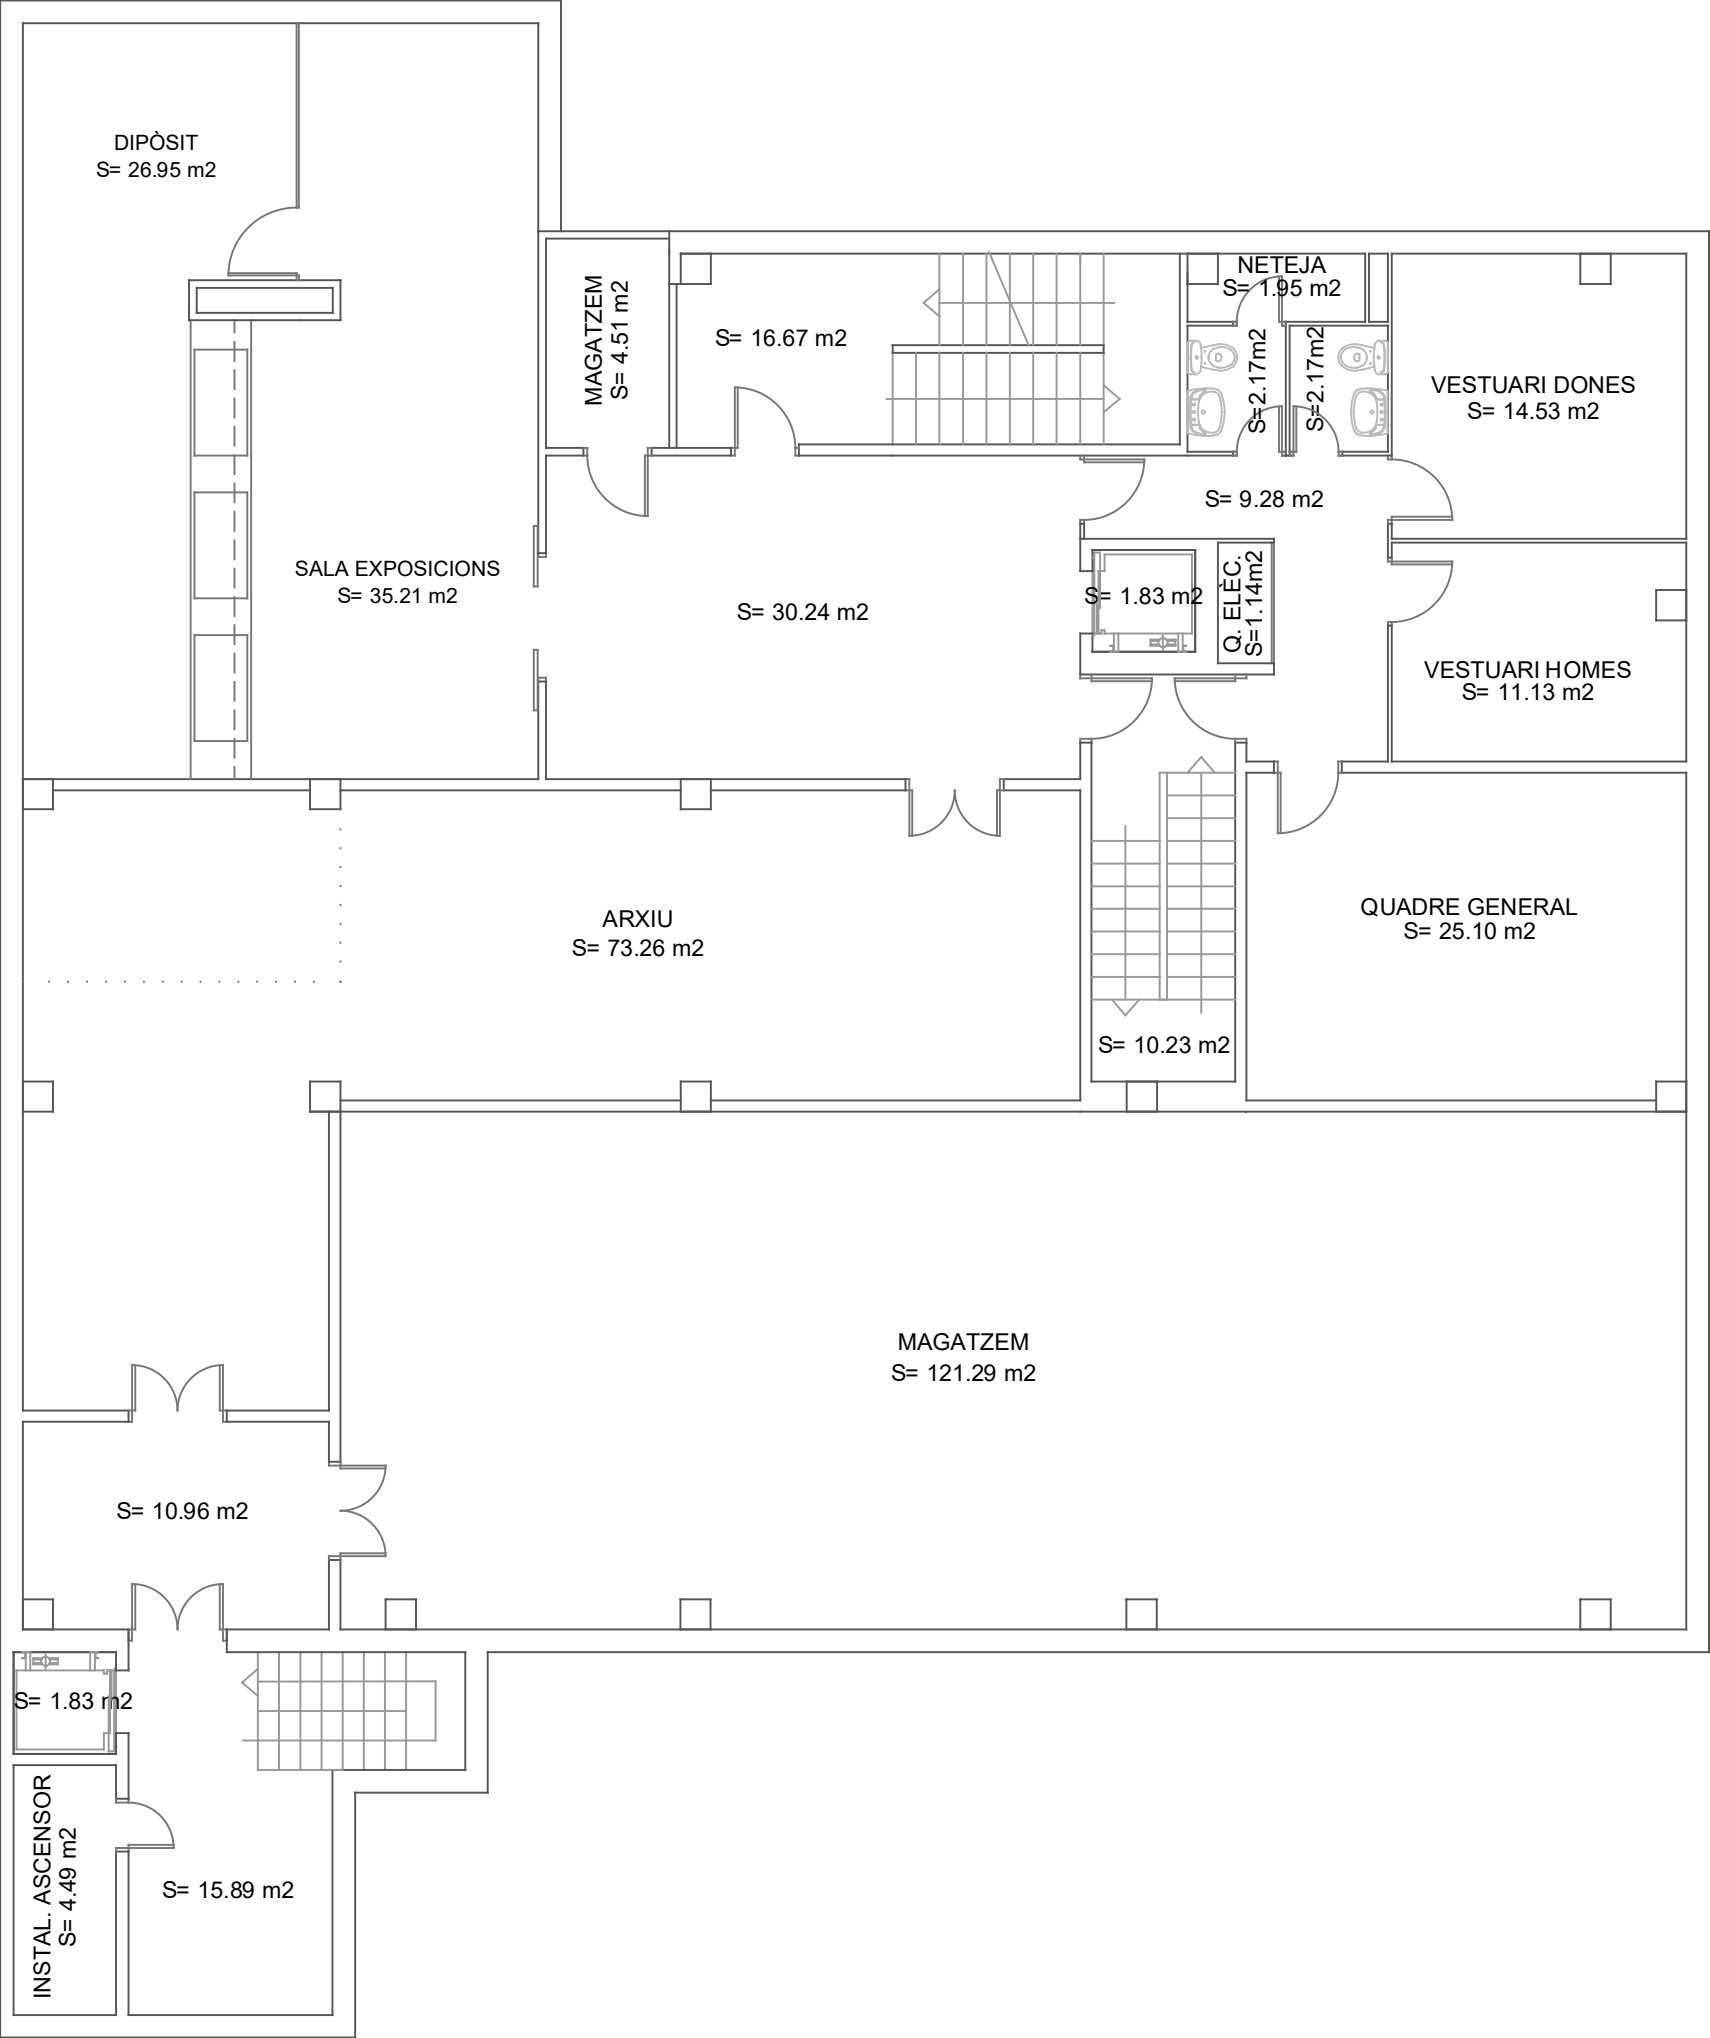 DIPÒSIT
S= 26.95 m2
MAGATZEM
S= 4.51 m2
S= 16.67 m2
NETEJA
S= 1.95 m2
S=2.17m2
S=2.17m2
VESTUARI DONES
S= 14.53 m2
S= 9.28 m2
SALA EXPOSICIONS
S= 35.21 m2
S= 30.24 m2
S= 1.83 m2
Q. ELÈC.
S=1.14m2
VESTUARI HOMES
S= 11.13 m2
ARXIU
S= 73.26 m2
QUADRE GENERAL
S= 25.10 m2
S= 10.23 m2
MAGATZEM
S= 121.29 m2
S= 10.96 m2
S= 1.83 m2
INSTAL. ASCENSOR
S= 4.49 m2
S= 15.89 m2